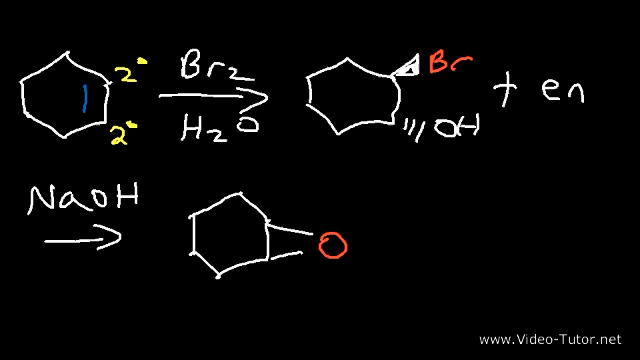 2° Br2 Br + en
2° H2O OH
NaOH
O
www.Video-Tutor.net